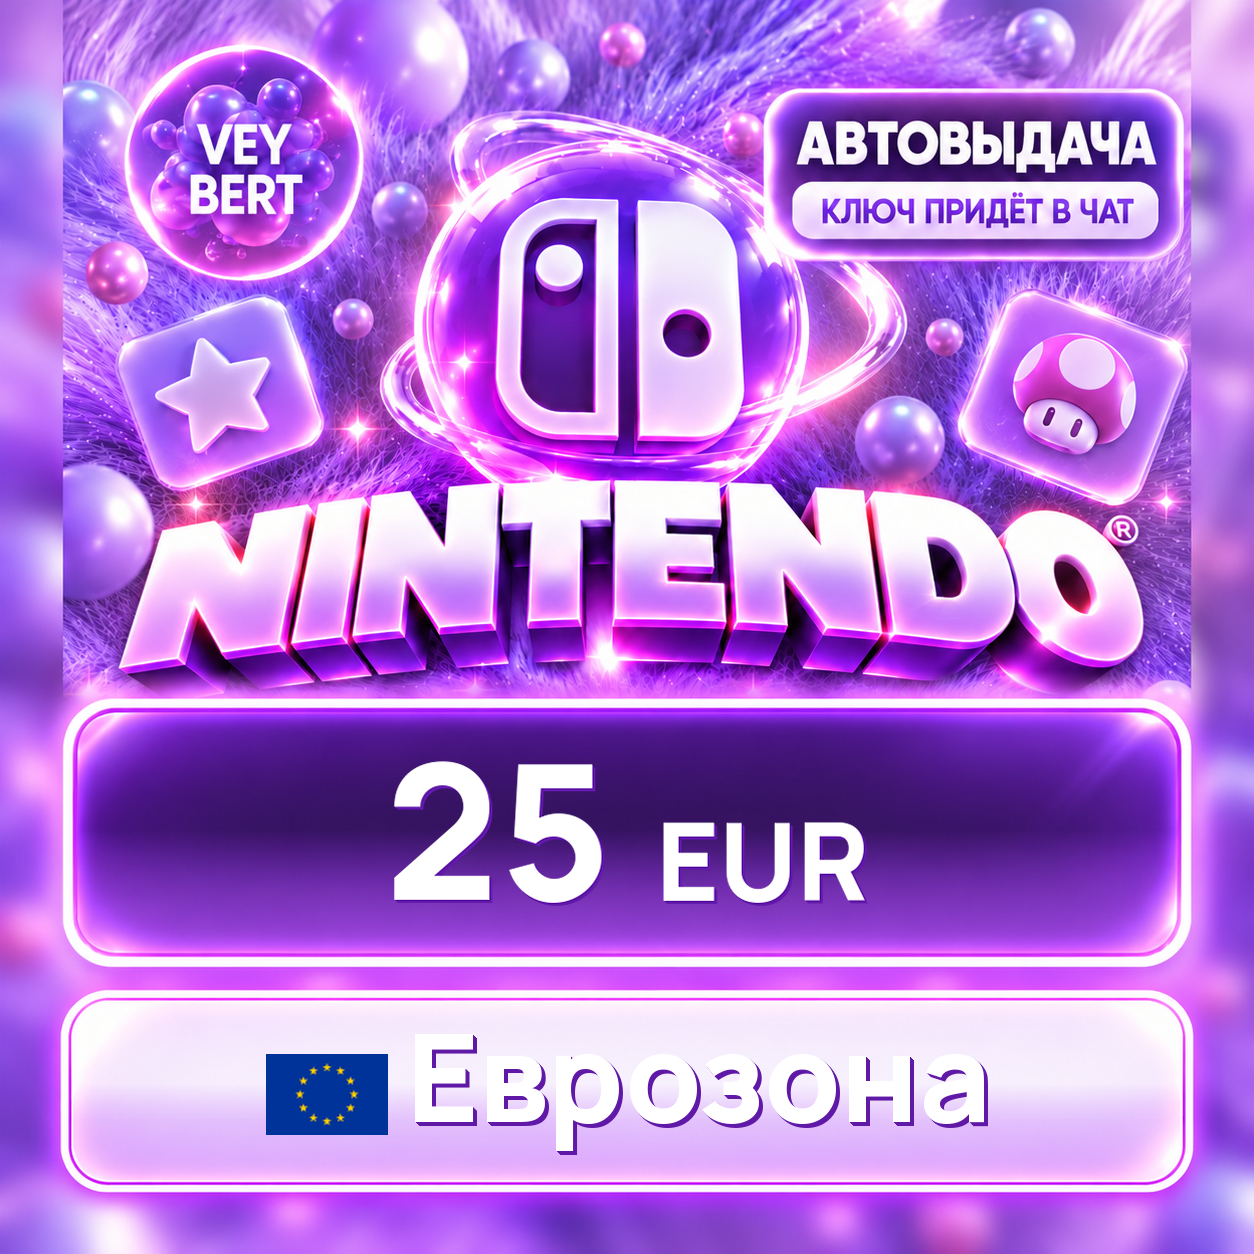 VEY
BERT
АВТОВЫДАЧА
КЛЮЧ ПРИДЁТ В ЧАТ
NINTENDO®
25 EUR
Еврозона